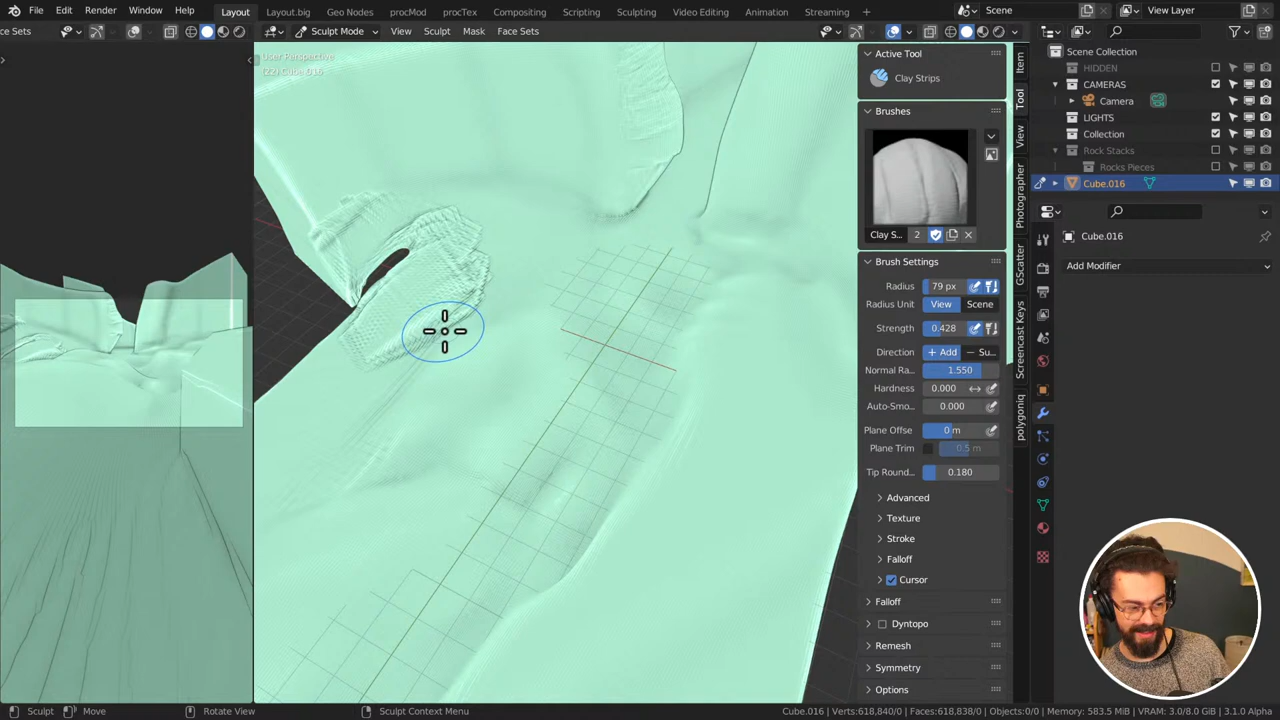 File Edit Render Window Help Layout Layout.big Geo Nodes procMod procTex Compositing Scripting Sculpting Video Editing Animation Streaming + Scene View Layer
ce Sets Sculpt Mode View Sculpt Mask Face Sets
User Perspective
(22) Cube.016
Active Tool
Clay Strips
Brushes
Clay S... 2
Brush Settings
Radius 79 px
Radius Unit View Scene
Strength 0.428
Direction + Add — Su...
Normal Ra... 1.550
Hardness 0.000
Auto-Smo... 0.000
Plane Offse 0 m
Plane Trim 0.5 m
Tip Round... 0.180
Advanced
Texture
Stroke
Falloff
Cursor
Falloff
Dyntopo
Remesh
Symmetry
Options
Item
Tool
View
Photographer
GScatter
Screencast Keys
polygoniq
Scene Collection
HIDDEN
CAMERAS
Camera
LIGHTS
Collection
Rock Stacks
Rocks Pieces
Cube.016
Cube.016
Add Modifier
Sculpt Move Rotate View Sculpt Context Menu Cube.016 | Verts:618,840/0 | Faces:618,838/0 | Objects:0/0 | Memory: 583.5 MiB | VRAM: 3.0/8.0 GiB | 3.1.0 Alpha